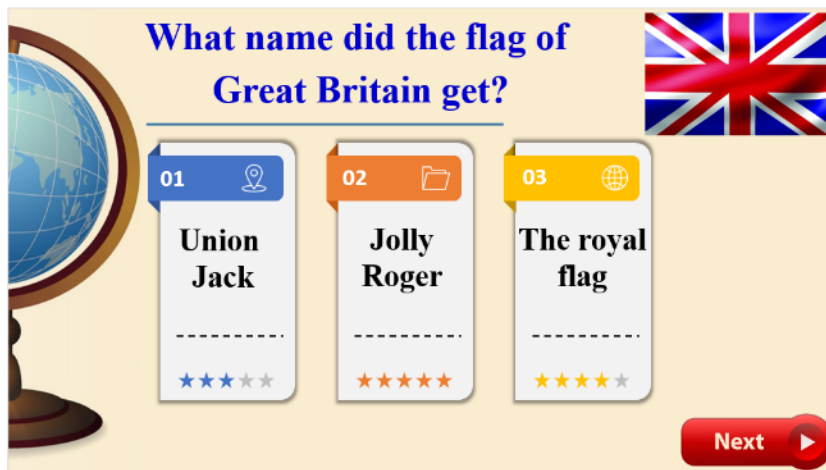 What name did the flag of
Great Britain get?
01
Union
Jack
02
Jolly
Roger
03
The royal
flag
Next